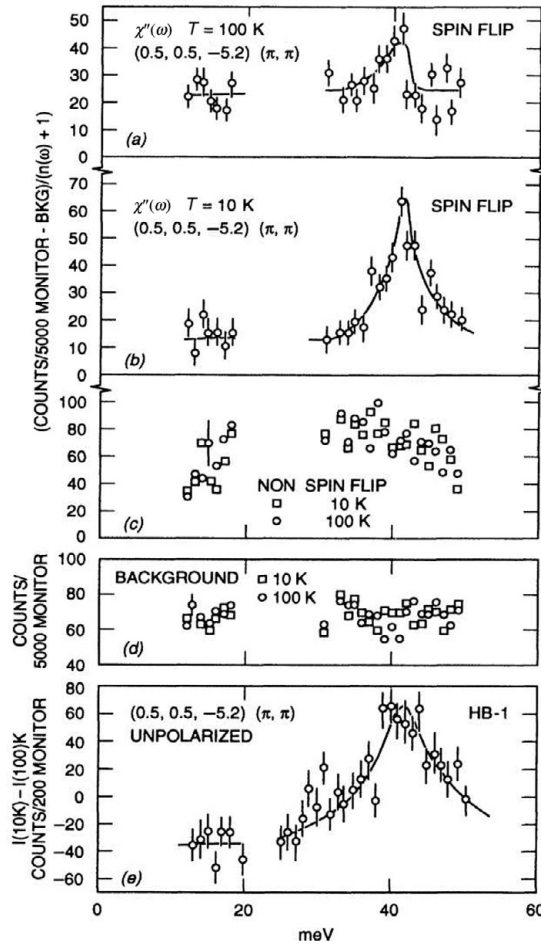 (COUNTS/5000 MONITOR - BKG)/(n(ω) + 1)
50
40
30
20
10
0
χ″(ω) T = 100 K
(0.5, 0.5, −5.2) (π, π)
SPIN FLIP
(a)
70
60
50
40
30
20
10
0
χ″(ω) T = 10 K
(0.5, 0.5, −5.2) (π, π)
SPIN FLIP
(b)
100
80
60
40
20
0
NON SPIN FLIP
10 K
100 K
(c)
COUNTS/
5000 MONITOR
100
80
60
40
BACKGROUND
10 K
100 K
(d)
I(10K) − I(100)K
COUNTS/200 MONITOR
80
60
40
20
0
−20
−40
−60
(0.5, 0.5, −5.2) (π, π)
UNPOLARIZED
HB-1
(e)
0
20
40
60
meV